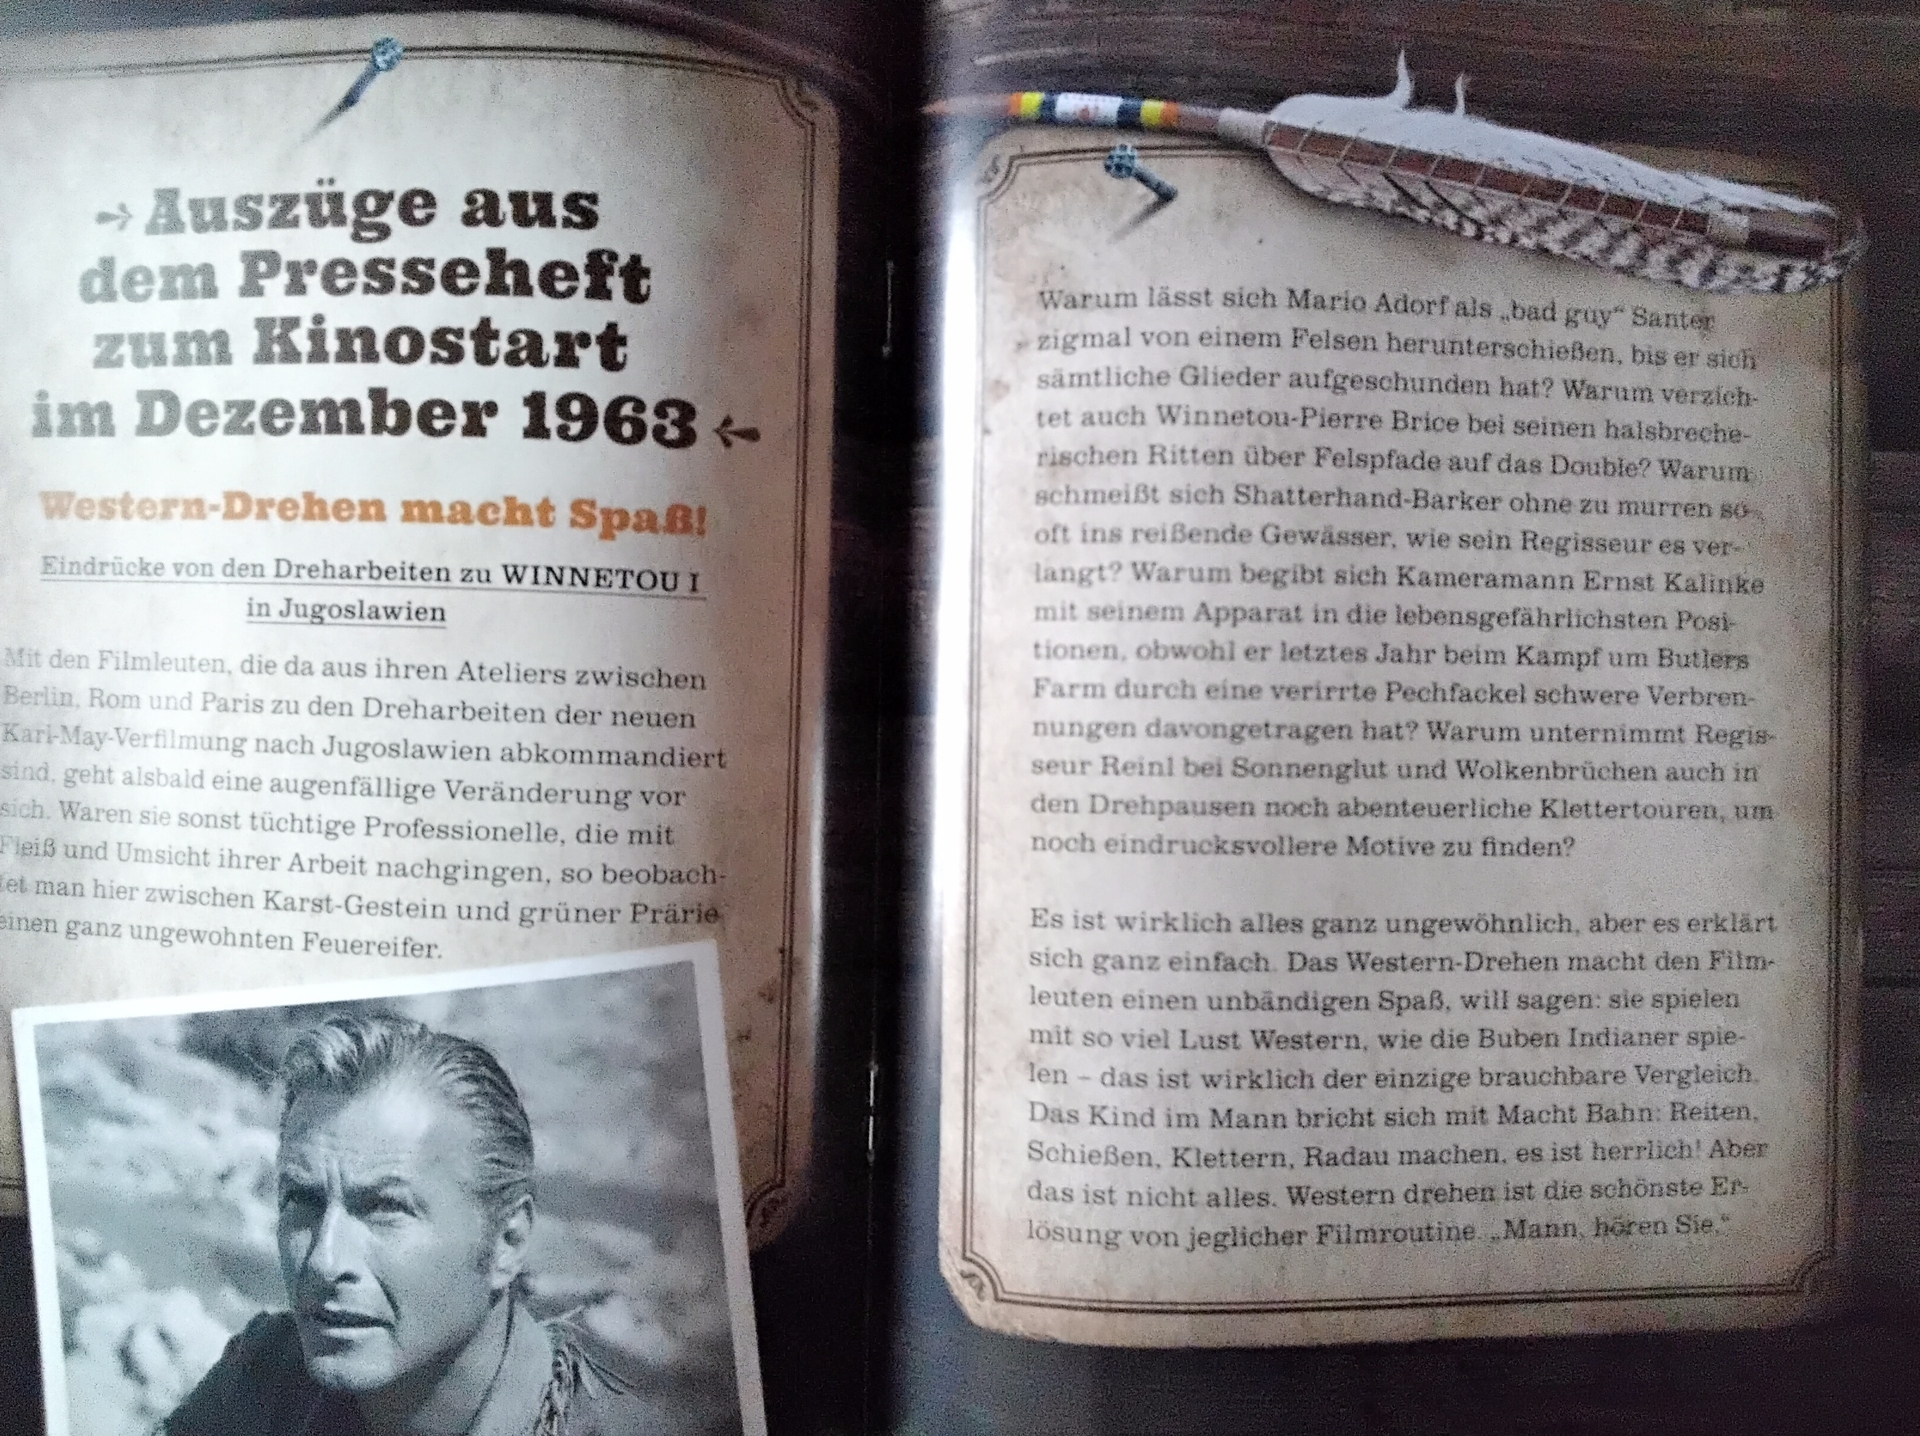 Auszüge aus
dem Presseheft
zum Kinostart
im Dezember 1963
Western-Drehen macht Spaß!
Eindrücke von den Dreharbeiten zu WINNETOU I
in Jugoslawien
Mit den Filmleuten, die da aus ihren Ateliers zwischen
Berlin, Rom und Paris zu den Dreharbeiten der neuen
Karl-May-Verfilmung nach Jugoslawien abkommandiert
sind, geht alsbald eine augenfällige Veränderung vor
sich. Waren sie sonst tüchtige Professionelle, die mit
Fleiß und Umsicht ihrer Arbeit nachgingen, so beobach-
tet man hier zwischen Karst-Gestein und grüner Prärie
einen ganz ungewohnten Feuereifer.
Warum lässt sich Mario Adorf als „bad guy“ Santer
zigmal von einem Felsen herunterschießen, bis er sich
sämtliche Glieder aufgeschunden hat? Warum verzich-
tet auch Winnetou-Pierre Brice bei seinen halsbreche-
rischen Ritten über Felspfade auf das Double? Warum
schmeißt sich Shatterhand-Barker ohne zu murren so
oft ins reißende Gewässer, wie sein Regisseur es ver-
langt? Warum begibt sich Kameramann Ernst Kalinke
mit seinem Apparat in die lebensgefährlichsten Posi-
tionen, obwohl er letztes Jahr beim Kampf um Butlers
Farm durch eine verirrte Pechfackel schwere Verbren-
nungen davongetragen hat? Warum unternimmt Regis-
seur Reinl bei Sonnenglut und Wolkenbrüchen auch in
den Drehpausen noch abenteuerliche Klettertouren, um
noch eindrucksvollere Motive zu finden?
Es ist wirklich alles ganz ungewöhnlich, aber es erklärt
sich ganz einfach. Das Western-Drehen macht den Film-
leuten einen unbändigen Spaß, will sagen: sie spielen
mit so viel Lust Western, wie die Buben Indianer spie-
len – das ist wirklich der einzige brauchbare Vergleich.
Das Kind im Mann bricht sich mit Macht Bahn: Reiten,
Schießen, Klettern, Radau machen, es ist herrlich! Aber
das ist nicht alles. Western drehen ist die schönste Er-
lösung von jeglicher Filmroutine. „Mann, hören Sie,“